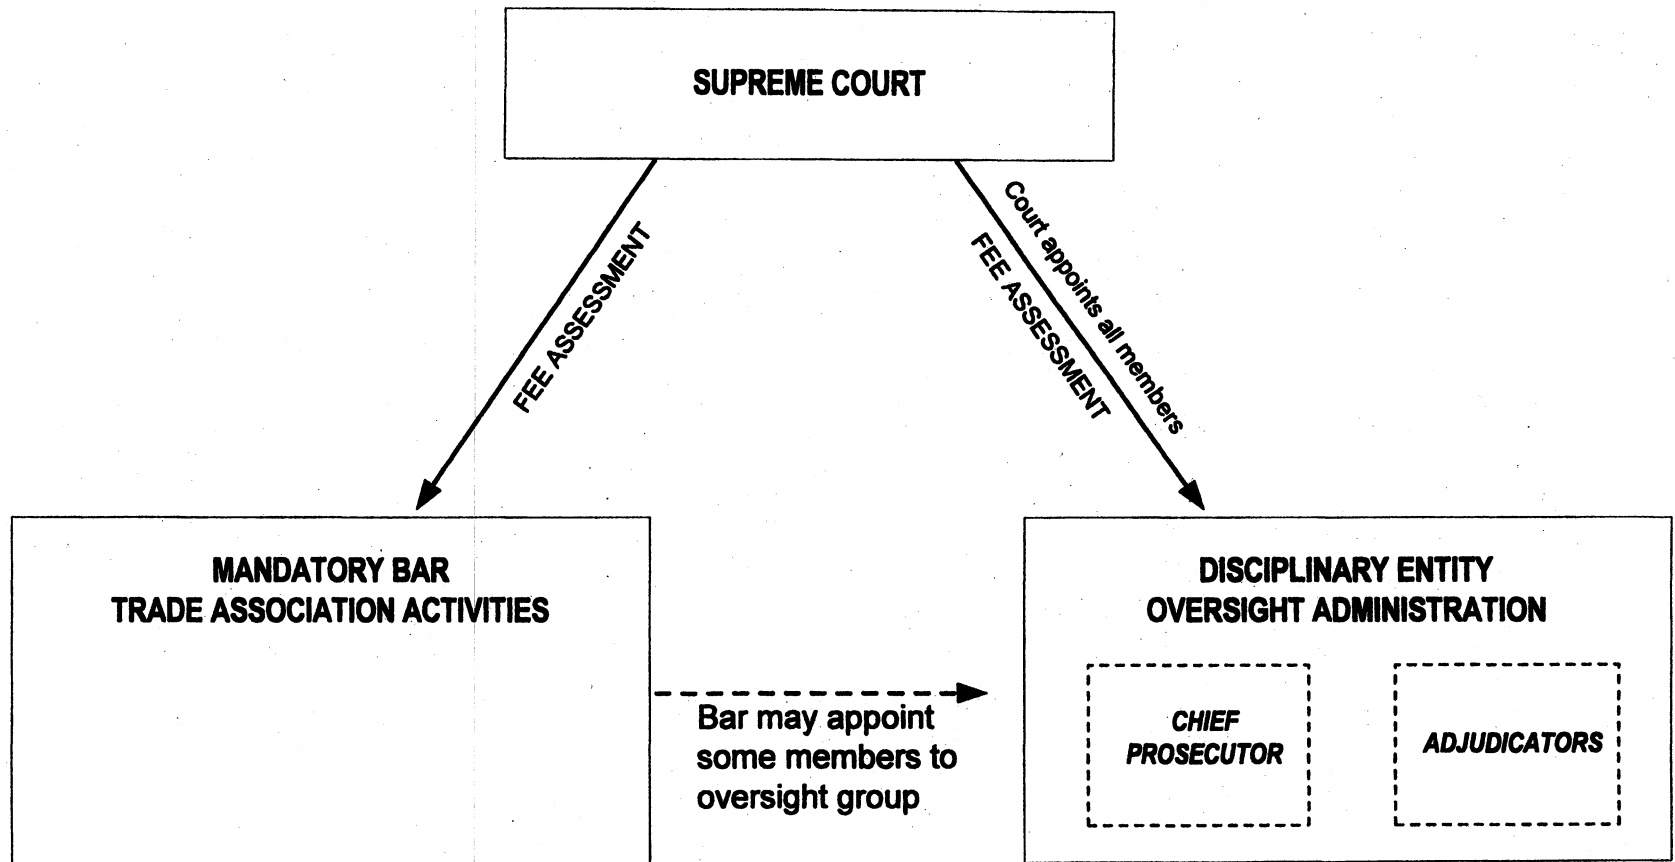 SUPREME COURT
FEE ASSESSMENT
Court appoints all members
FEE ASSESSMENT
MANDATORY BAR
TRADE ASSOCIATION ACTIVITIES
Bar may appoint
some members to
oversight group
DISCIPLINARY ENTITY
OVERSIGHT ADMINISTRATION
CHIEF
PROSECUTOR
ADJUDICATORS